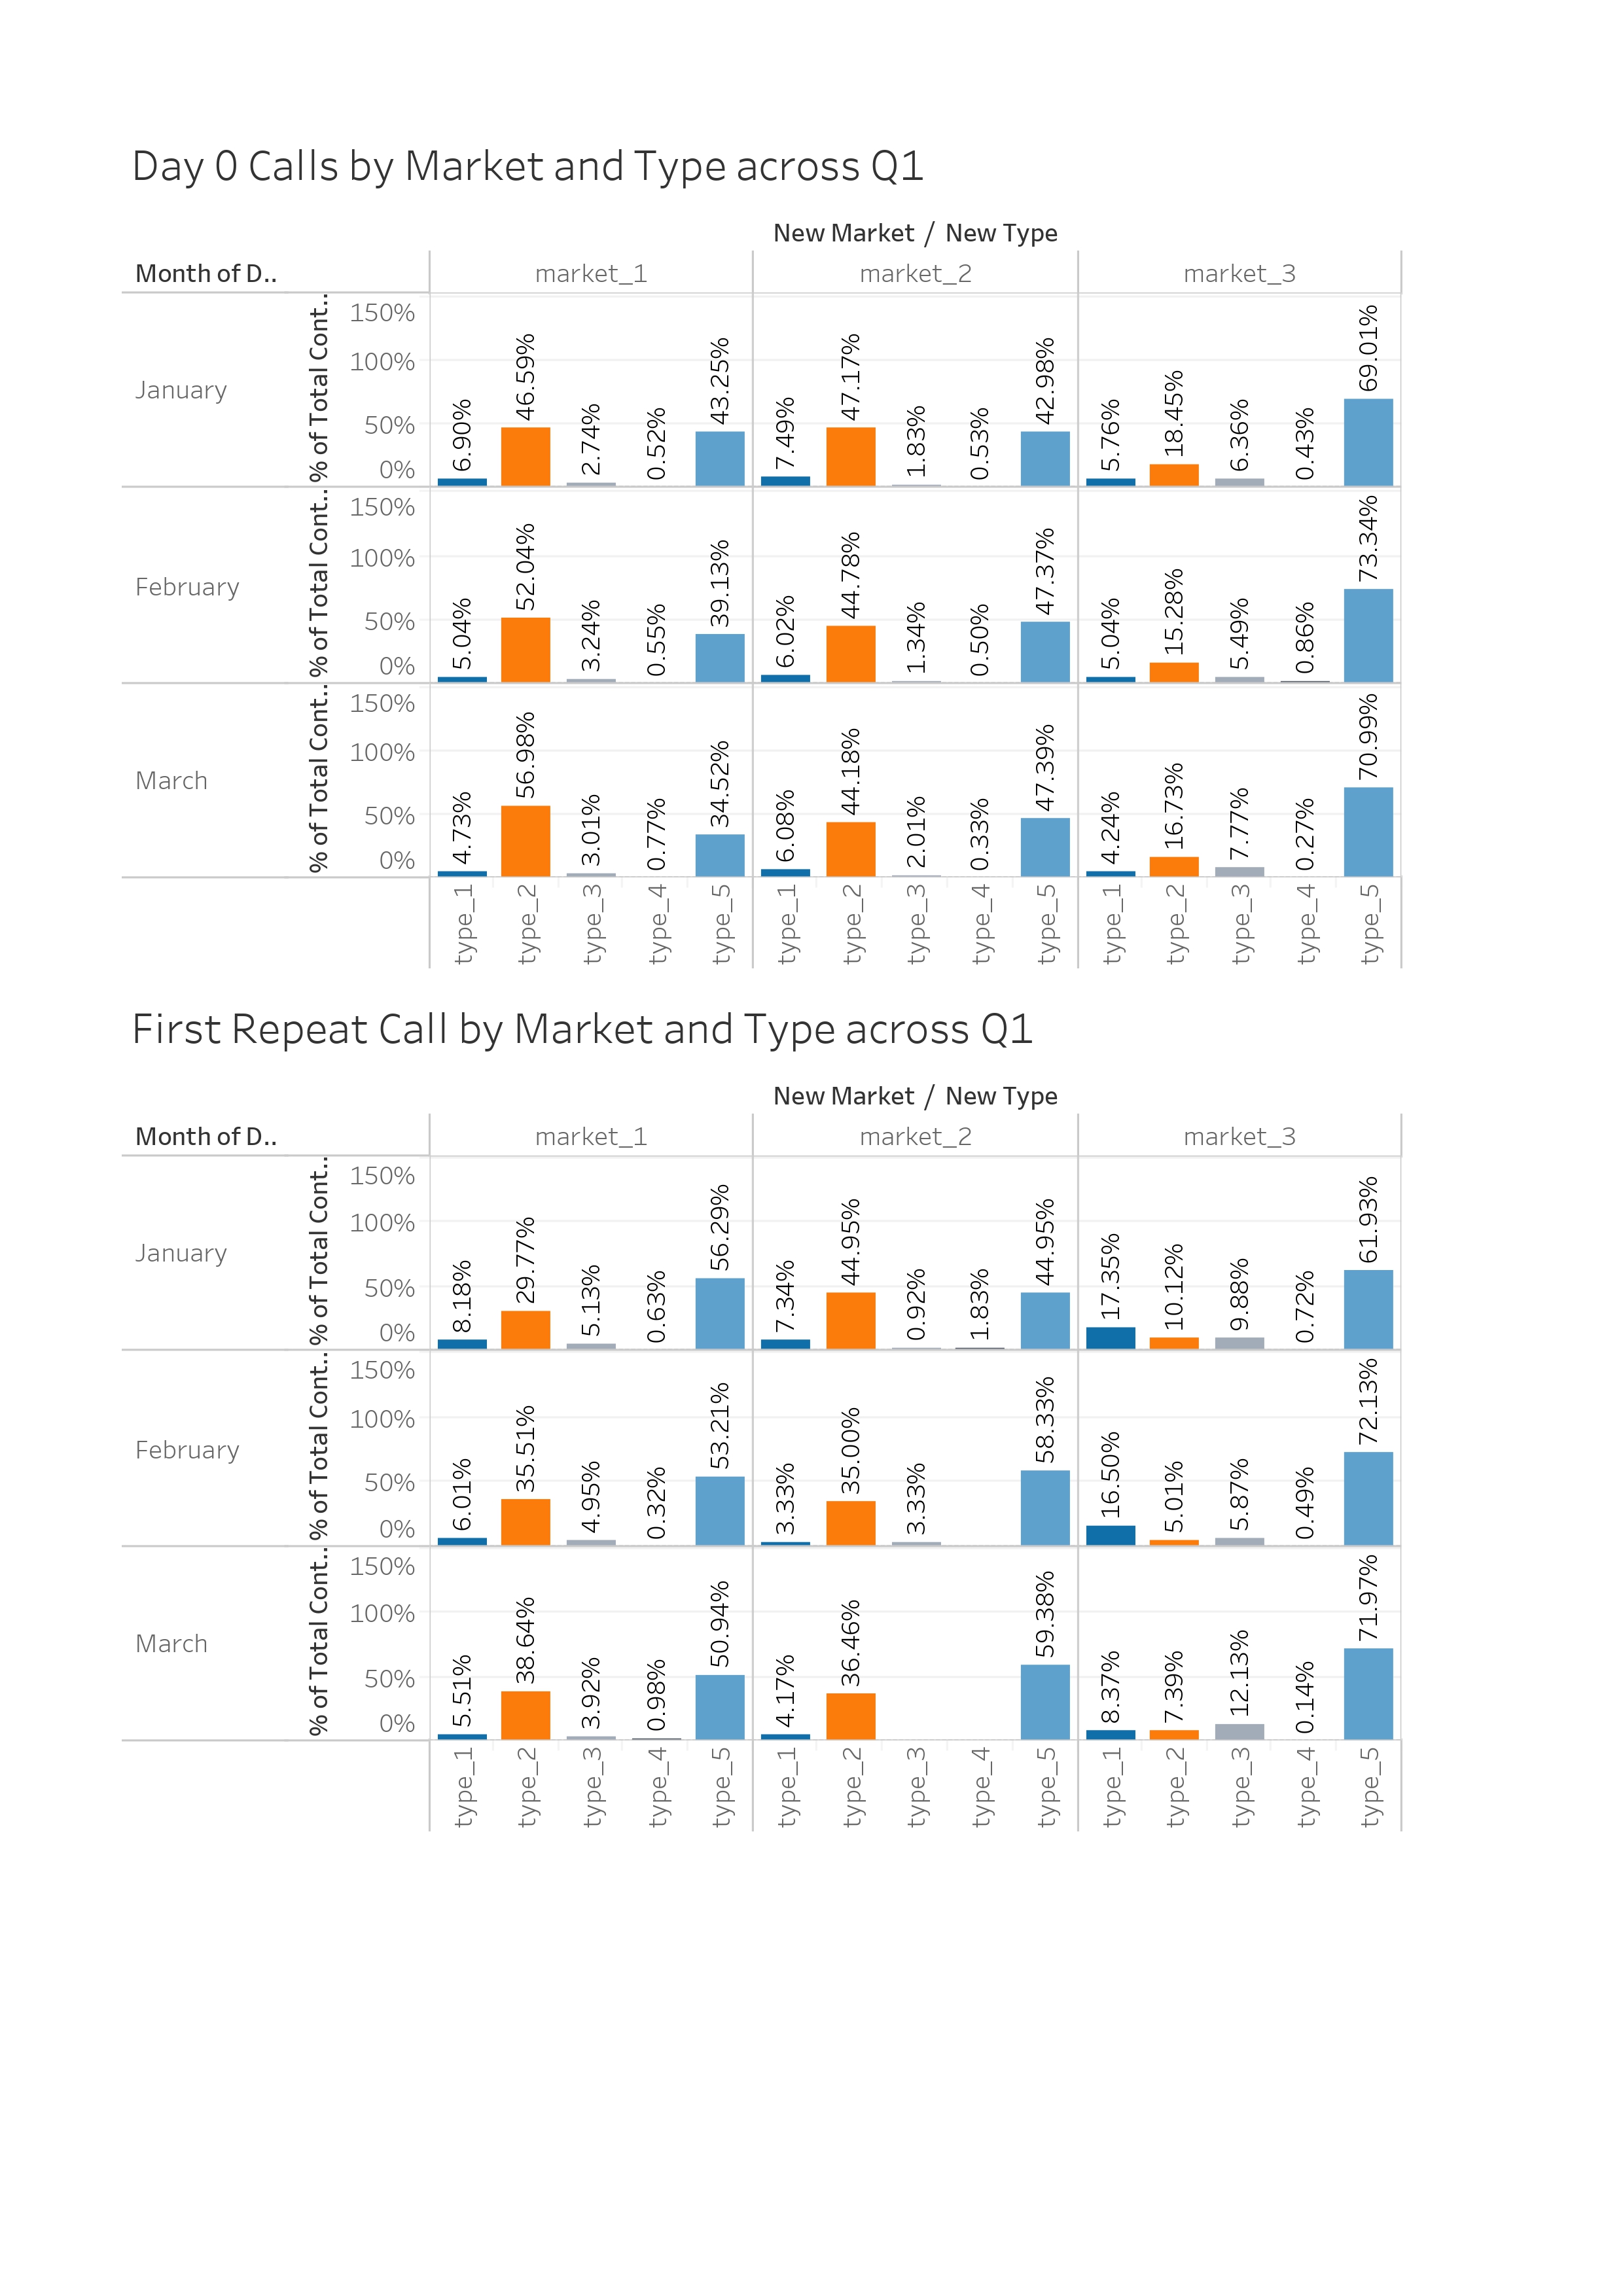 Day 0 Calls by Market and Type across Q1
New Market / New Type
Month of D..
market_1
market_2
market_3
January
% of Total Cont..
150%
100%
50%
0%
6.90%
46.59%
2.74%
0.52%
43.25%
7.49%
47.17%
1.83%
0.53%
42.98%
5.76%
18.45%
6.36%
0.43%
69.01%
February
% of Total Cont..
150%
100%
50%
0%
5.04%
52.04%
3.24%
0.55%
39.13%
6.02%
44.78%
1.34%
0.50%
47.37%
5.04%
15.28%
5.49%
0.86%
73.34%
March
% of Total Cont..
150%
100%
50%
0%
4.73%
56.98%
3.01%
0.77%
34.52%
6.08%
44.18%
2.01%
0.33%
47.39%
4.24%
16.73%
7.77%
0.27%
70.99%
type_1
type_2
type_3
type_4
type_5
type_1
type_2
type_3
type_4
type_5
type_1
type_2
type_3
type_4
type_5
First Repeat Call by Market and Type across Q1
New Market / New Type
Month of D..
market_1
market_2
market_3
January
% of Total Cont..
150%
100%
50%
0%
8.18%
29.77%
5.13%
0.63%
56.29%
7.34%
44.95%
0.92%
1.83%
44.95%
17.35%
10.12%
9.88%
0.72%
61.93%
February
% of Total Cont..
150%
100%
50%
0%
6.01%
35.51%
4.95%
0.32%
53.21%
3.33%
35.00%
3.33%
58.33%
16.50%
5.01%
5.87%
0.49%
72.13%
March
% of Total Cont..
150%
100%
50%
0%
5.51%
38.64%
3.92%
0.98%
50.94%
4.17%
36.46%
59.38%
8.37%
7.39%
12.13%
0.14%
71.97%
type_1
type_2
type_3
type_4
type_5
type_1
type_2
type_3
type_4
type_5
type_1
type_2
type_3
type_4
type_5